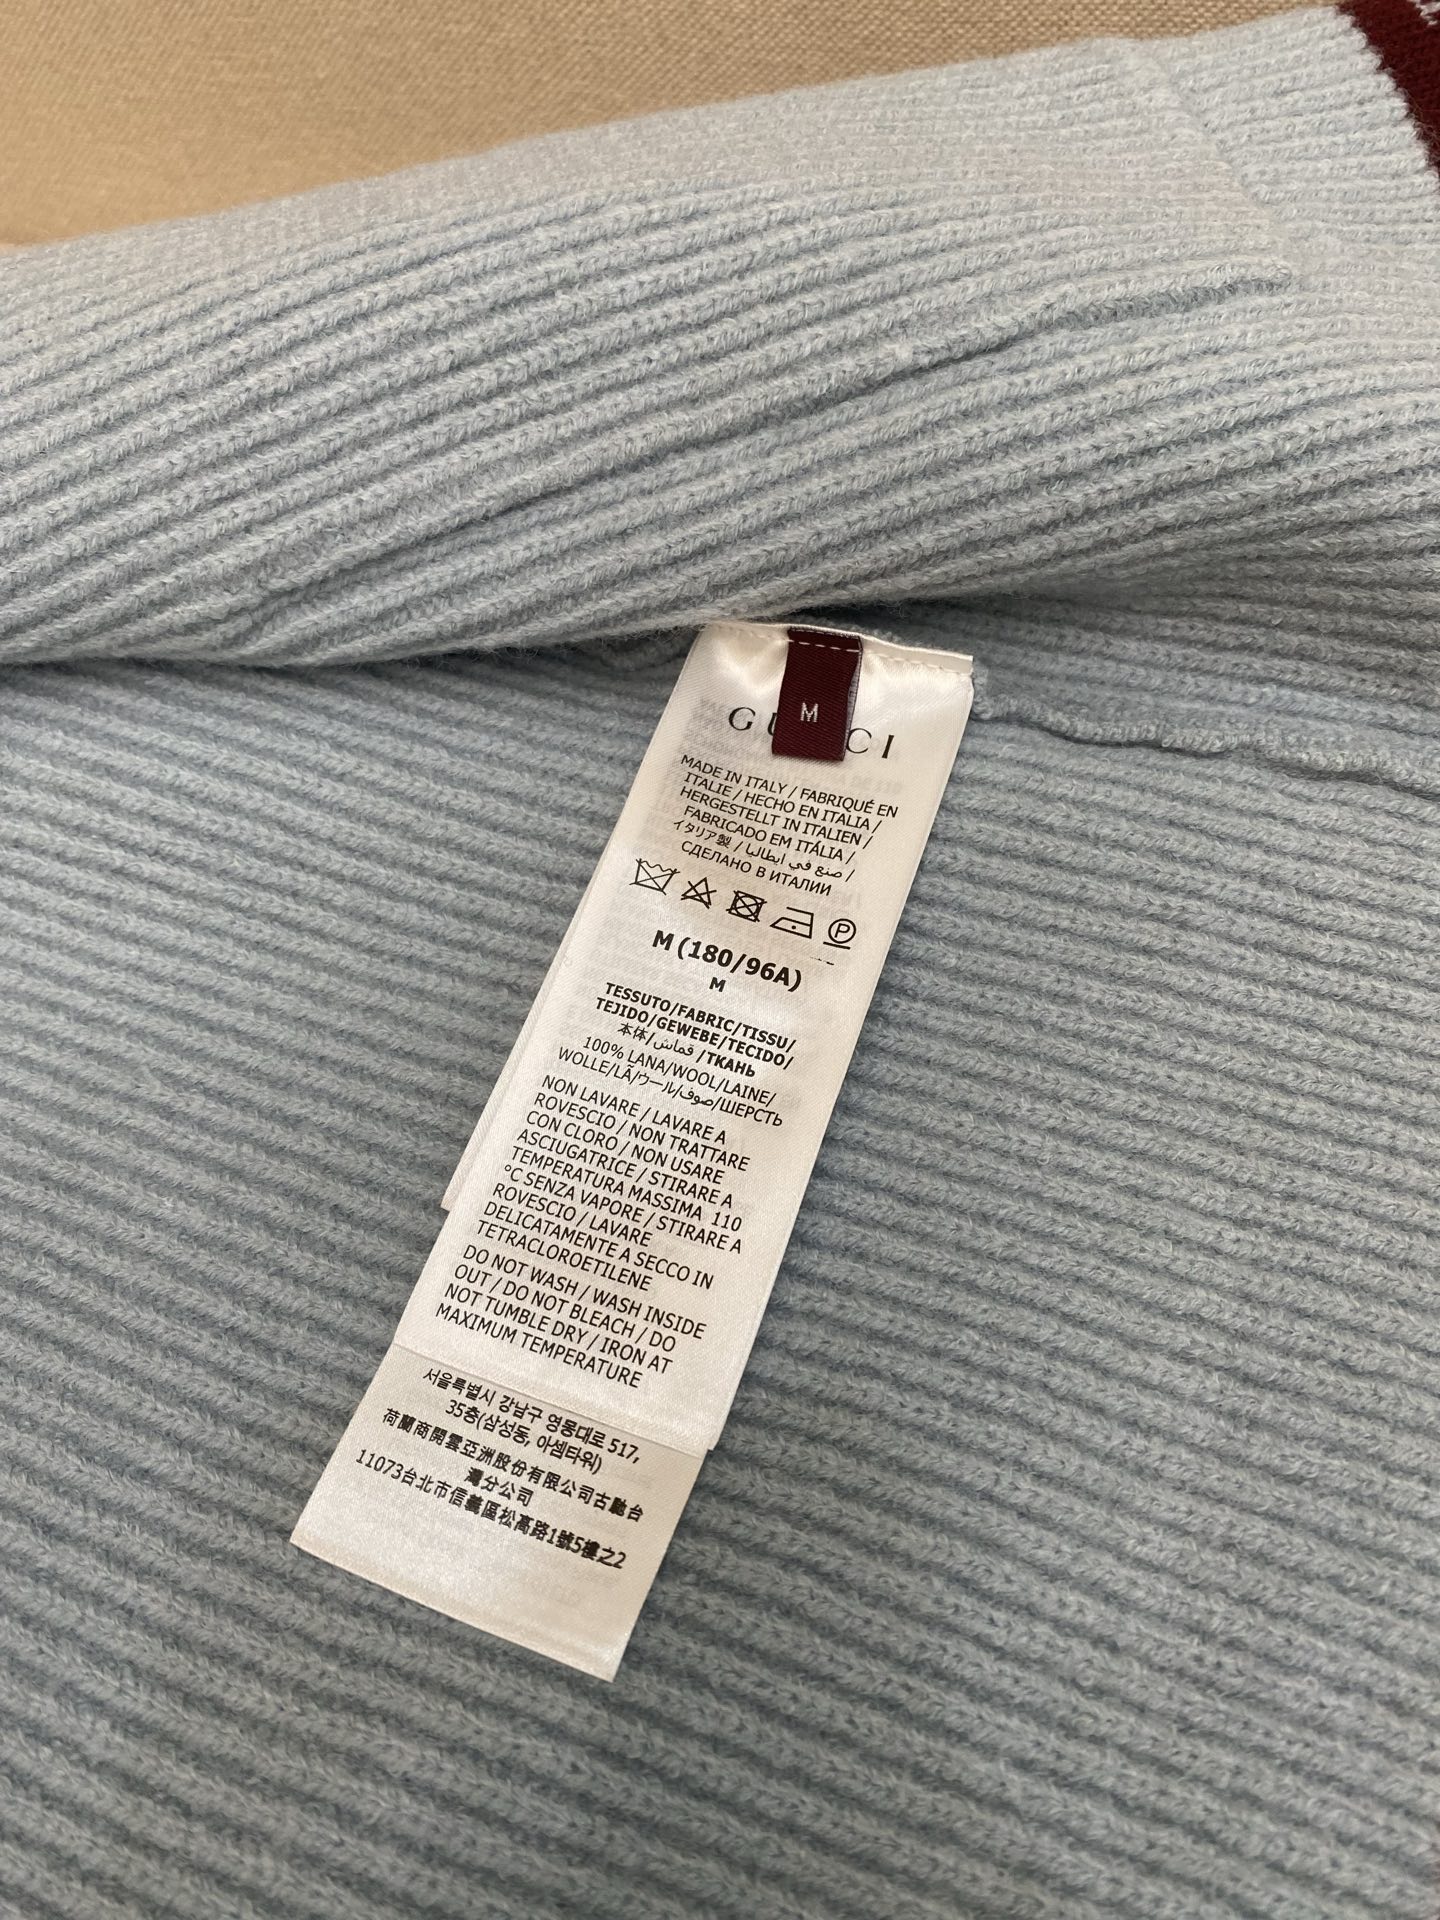 M
GUCCI
MADE IN ITALY / FABRIQUÉ EN
ITALIE / HECHO EN ITALIA /
HERGESTELLT IN ITALIEN /
FABRICADO EM ITÁLIA /
イタリア製 / صنع في ايطاليا /
СДЕЛАНО В ИТАЛИИ
P
M (180/96A)
M
TESSUTO/FABRIC/TISSU/
TEJIDO/GEWEBE/TECIDO/
本体/قماش /ТКАНЬ
100% LANA/WOOL/LAINE/
WOLLE/LÃ/ウール/صوف/ШЕРСТЬ
NON LAVARE / LAVARE A
ROVESCIO / NON TRATTARE
CON CLORO / NON USARE
ASCIUGATRICE / STIRARE A
TEMPERATURA MASSIMA 110
°C SENZA VAPORE / STIRARE A
ROVESCIO / LAVARE
DELICATAMENTE A SECCO IN
TETRACLOROETILENE
DO NOT WASH / WASH INSIDE
OUT / DO NOT BLEACH / DO
NOT TUMBLE DRY / IRON AT
MAXIMUM TEMPERATURE
서울특별시 강남구 영동대로 517,
35층(삼성동, 아셈타워)
荷蘭商開雲亞洲股份有限公司古馳台
灣分公司
11073台北市信義區松高路1號5樓之2